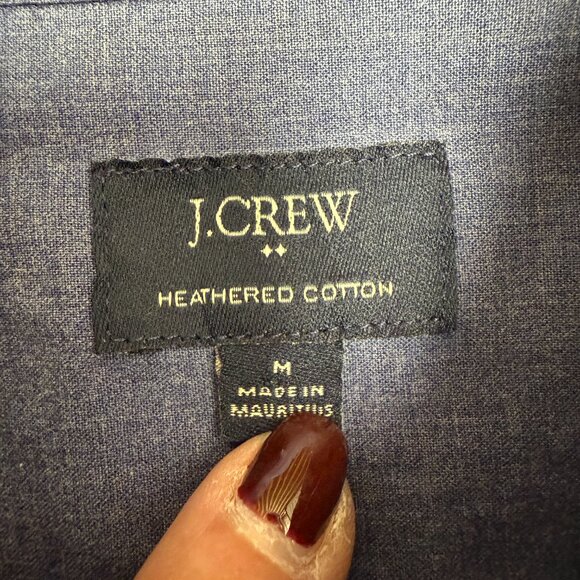 J.CREW
HEATHERED COTTON
M
MADE IN
MAURITIUS